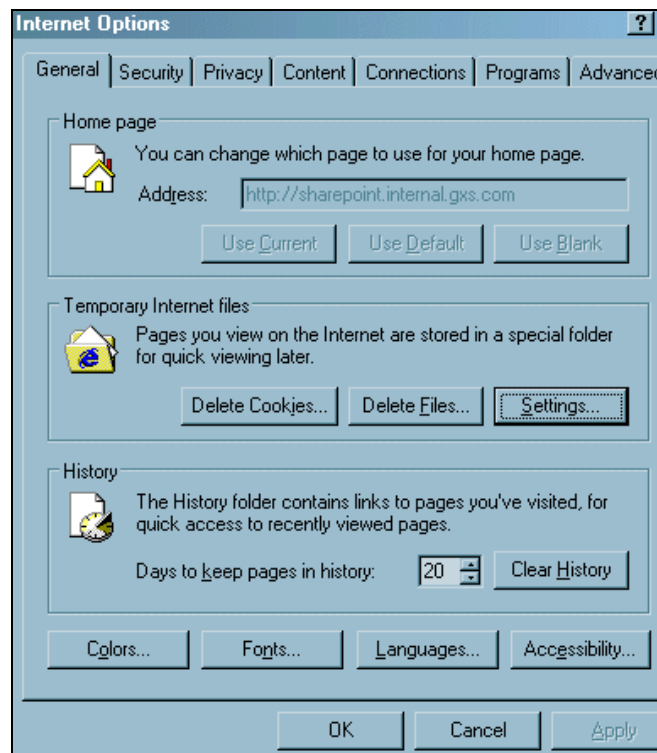 Internet Options ?
General Security Privacy Content Connections Programs Advanced
Home page
You can change which page to use for your home page.
Address: http://sharepoint.internal.gxs.com
Use Current Use Default Use Blank
Temporary Internet files
Pages you view on the Internet are stored in a special folder
for quick viewing later.
Delete Cookies... Delete Files... Settings...
History
The History folder contains links to pages you've visited, for
quick access to recently viewed pages.
Days to keep pages in history: 20 Clear History
Colors... Fonts... Languages... Accessibility...
OK Cancel Apply